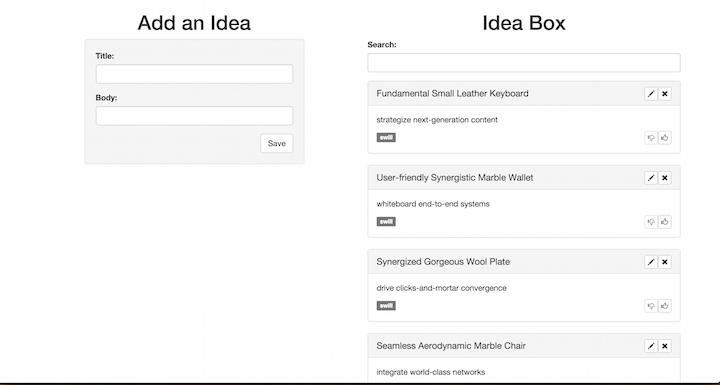 Add an Idea
Title:
Body:
Save
Idea Box
Search:
Fundamental Small Leather Keyboard
strategize next-generation content
swill
User-friendly Synergistic Marble Wallet
whiteboard end-to-end systems
swill
Synergized Gorgeous Wool Plate
drive clicks-and-mortar convergence
swill
Seamless Aerodynamic Marble Chair
integrate world-class networks